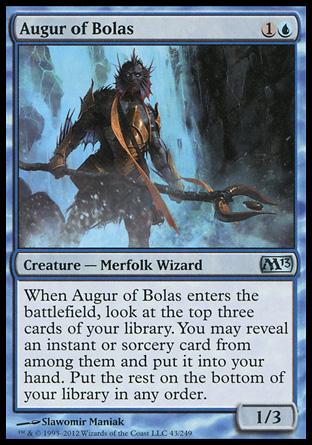 Augur of Bolas 1
Creature — Merfolk Wizard M13
When Augur of Bolas enters the
battlefield, look at the top three
cards of your library. You may reveal
an instant or sorcery card from
among them and put it into your
hand. Put the rest on the bottom of
your library in any order.
Slawomir Maniak
™ & © 1993–2012 Wizards of the Coast LLC 43/249
1/3